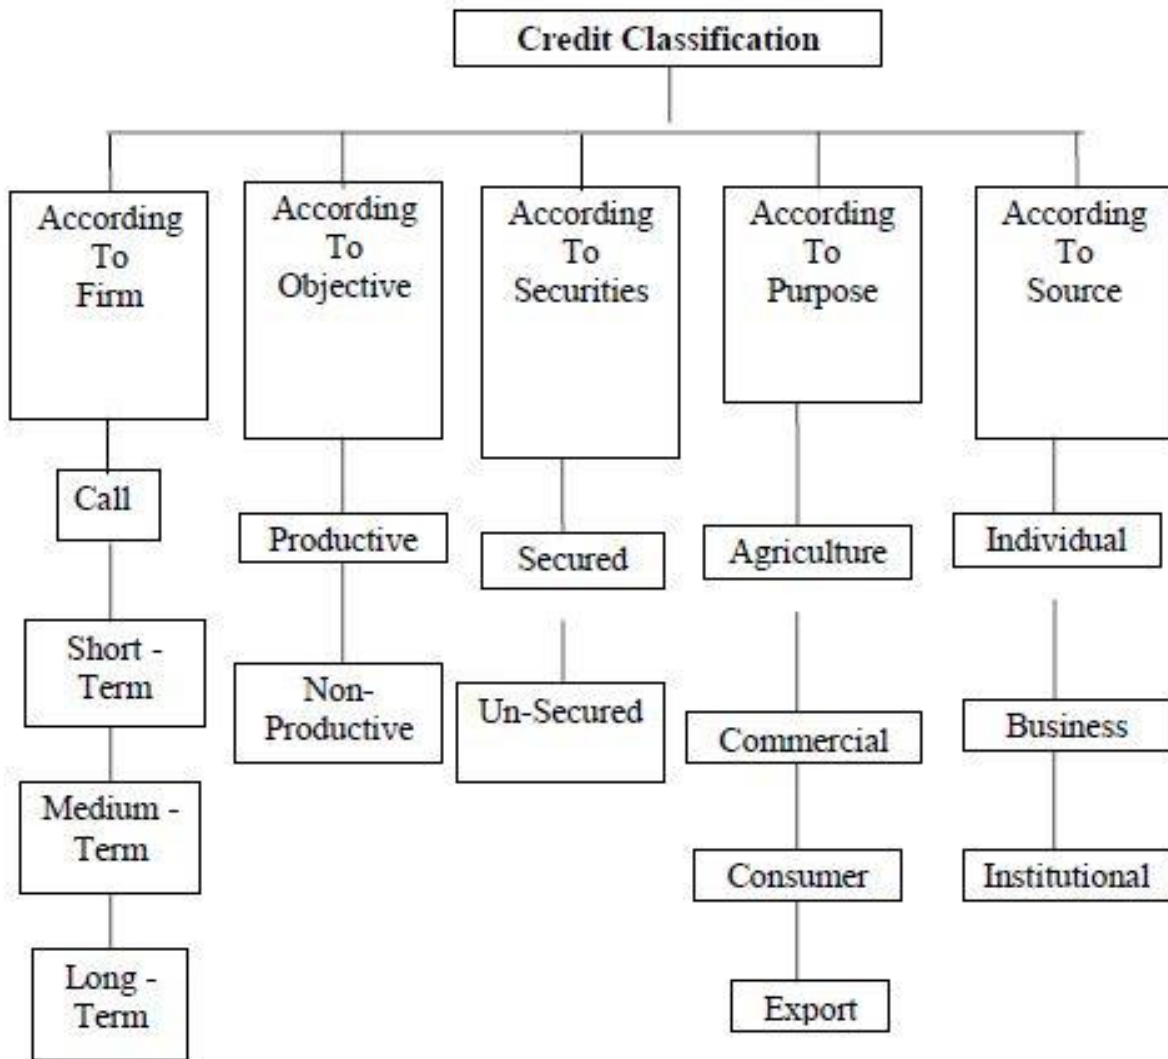 Credit Classification
According
To
Firm
According
To
Objective
According
To
Securities
According
To
Purpose
According
To
Source
Call
Short -
Term
Medium -
Term
Long -
Term
Productive
Non-
Productive
Secured
Un-Secured
Agriculture
Commercial
Consumer
Export
Individual
Business
Institutional